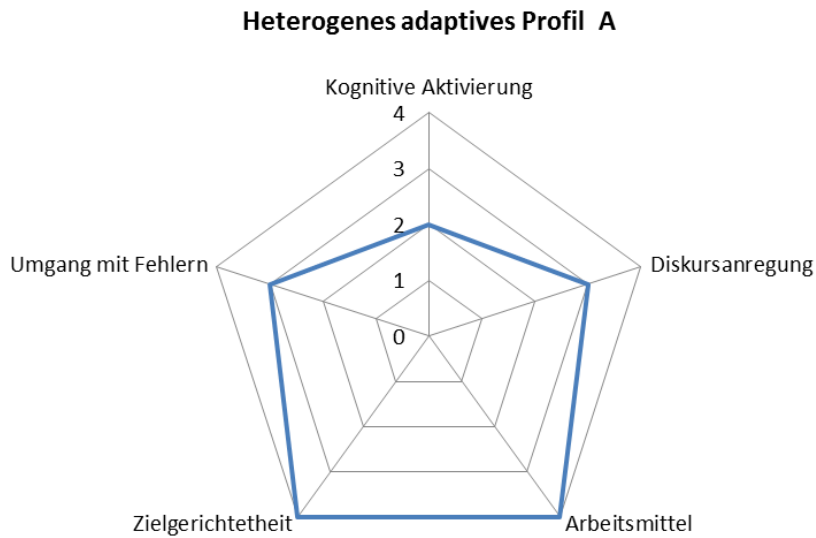 Heterogenes adaptives Profil A
Kognitive Aktivierung
4
3
2
1
0
Umgang mit Fehlern
Diskursanregung
Zielgerichtetheit
Arbeitsmittel